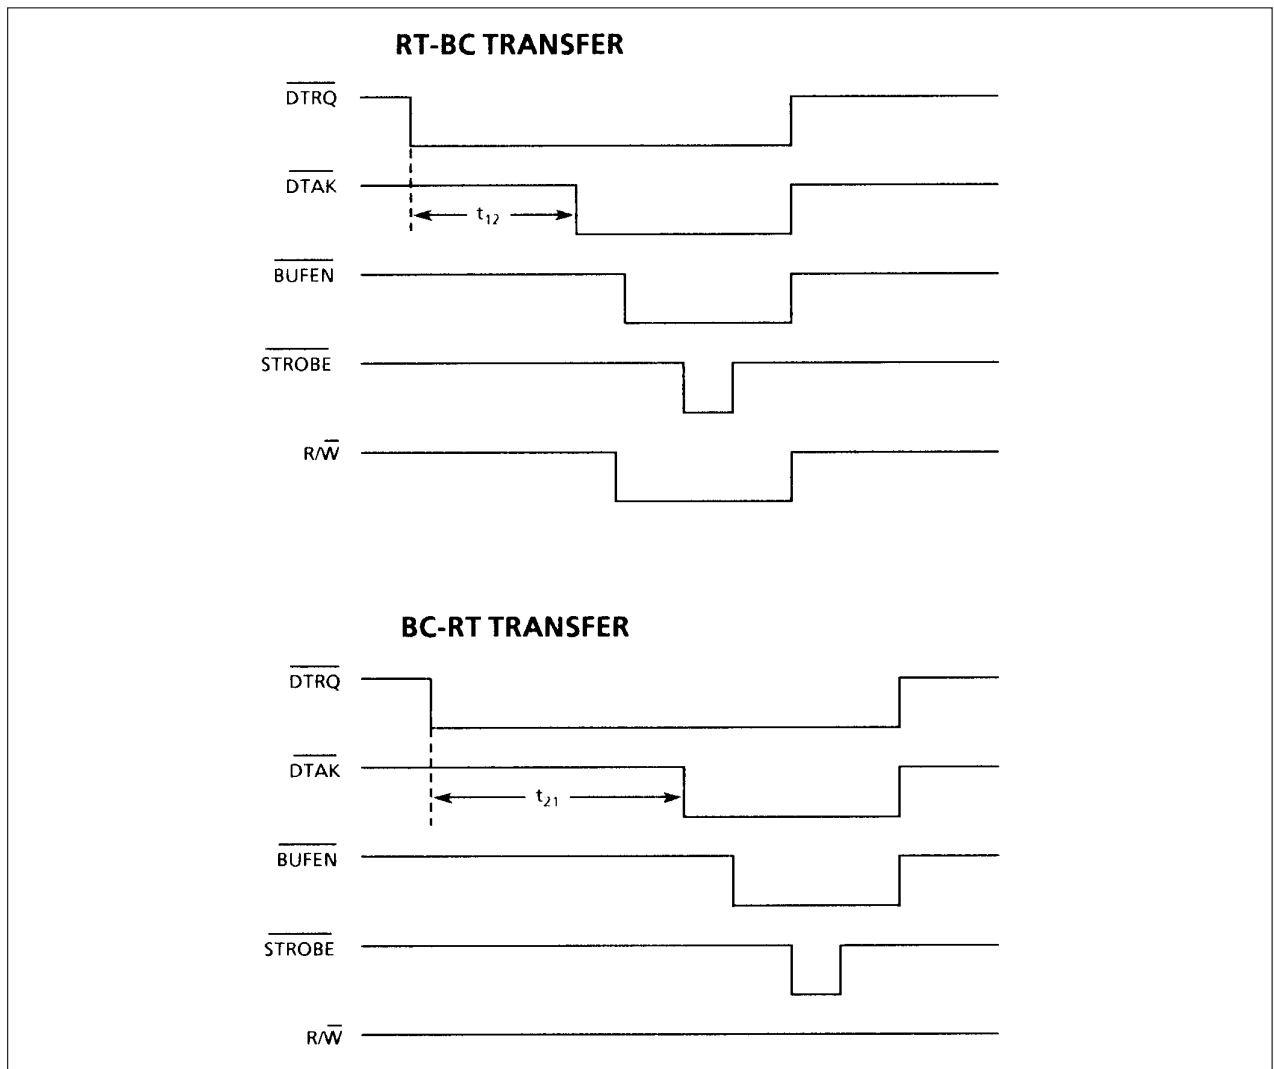 RT-BC TRANSFER
DTRQ
DTAK
t12
BUFEN
STROBE
R/W
BC-RT TRANSFER
DTRQ
DTAK
t21
BUFEN
STROBE
R/W